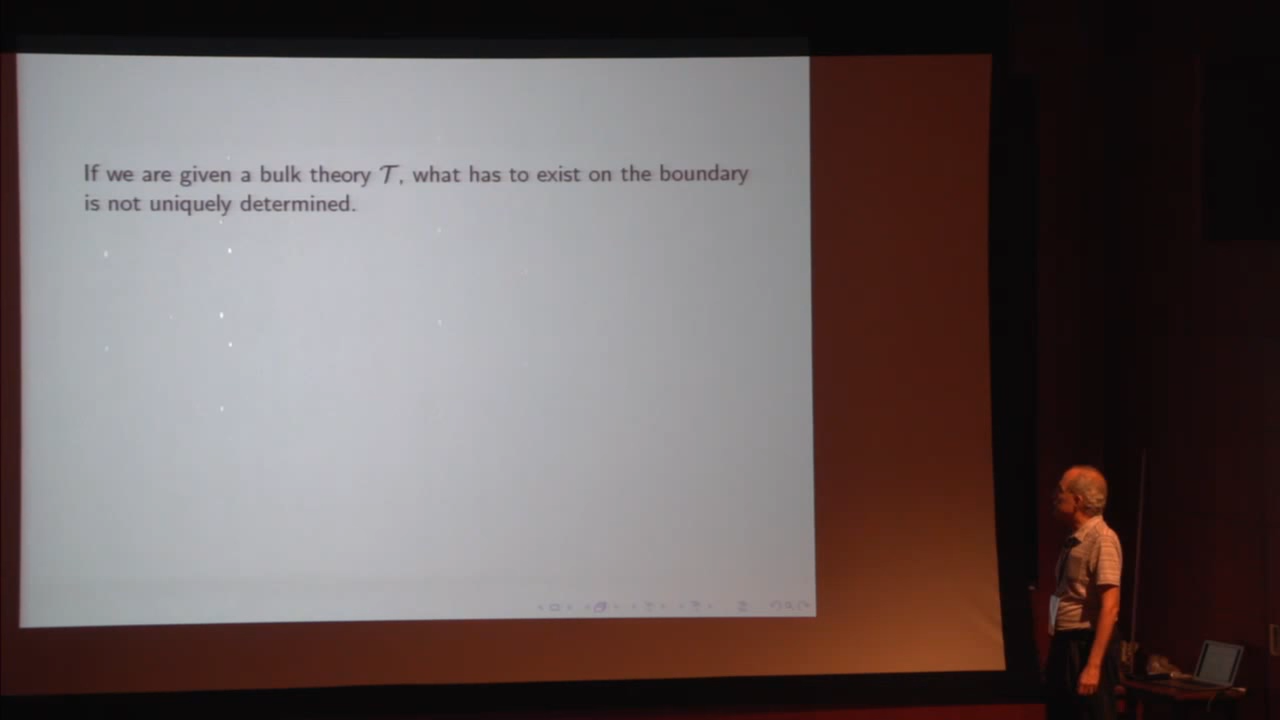 If we are given a bulk theory 𝒯, what has to exist on the boundary
is not uniquely determined.